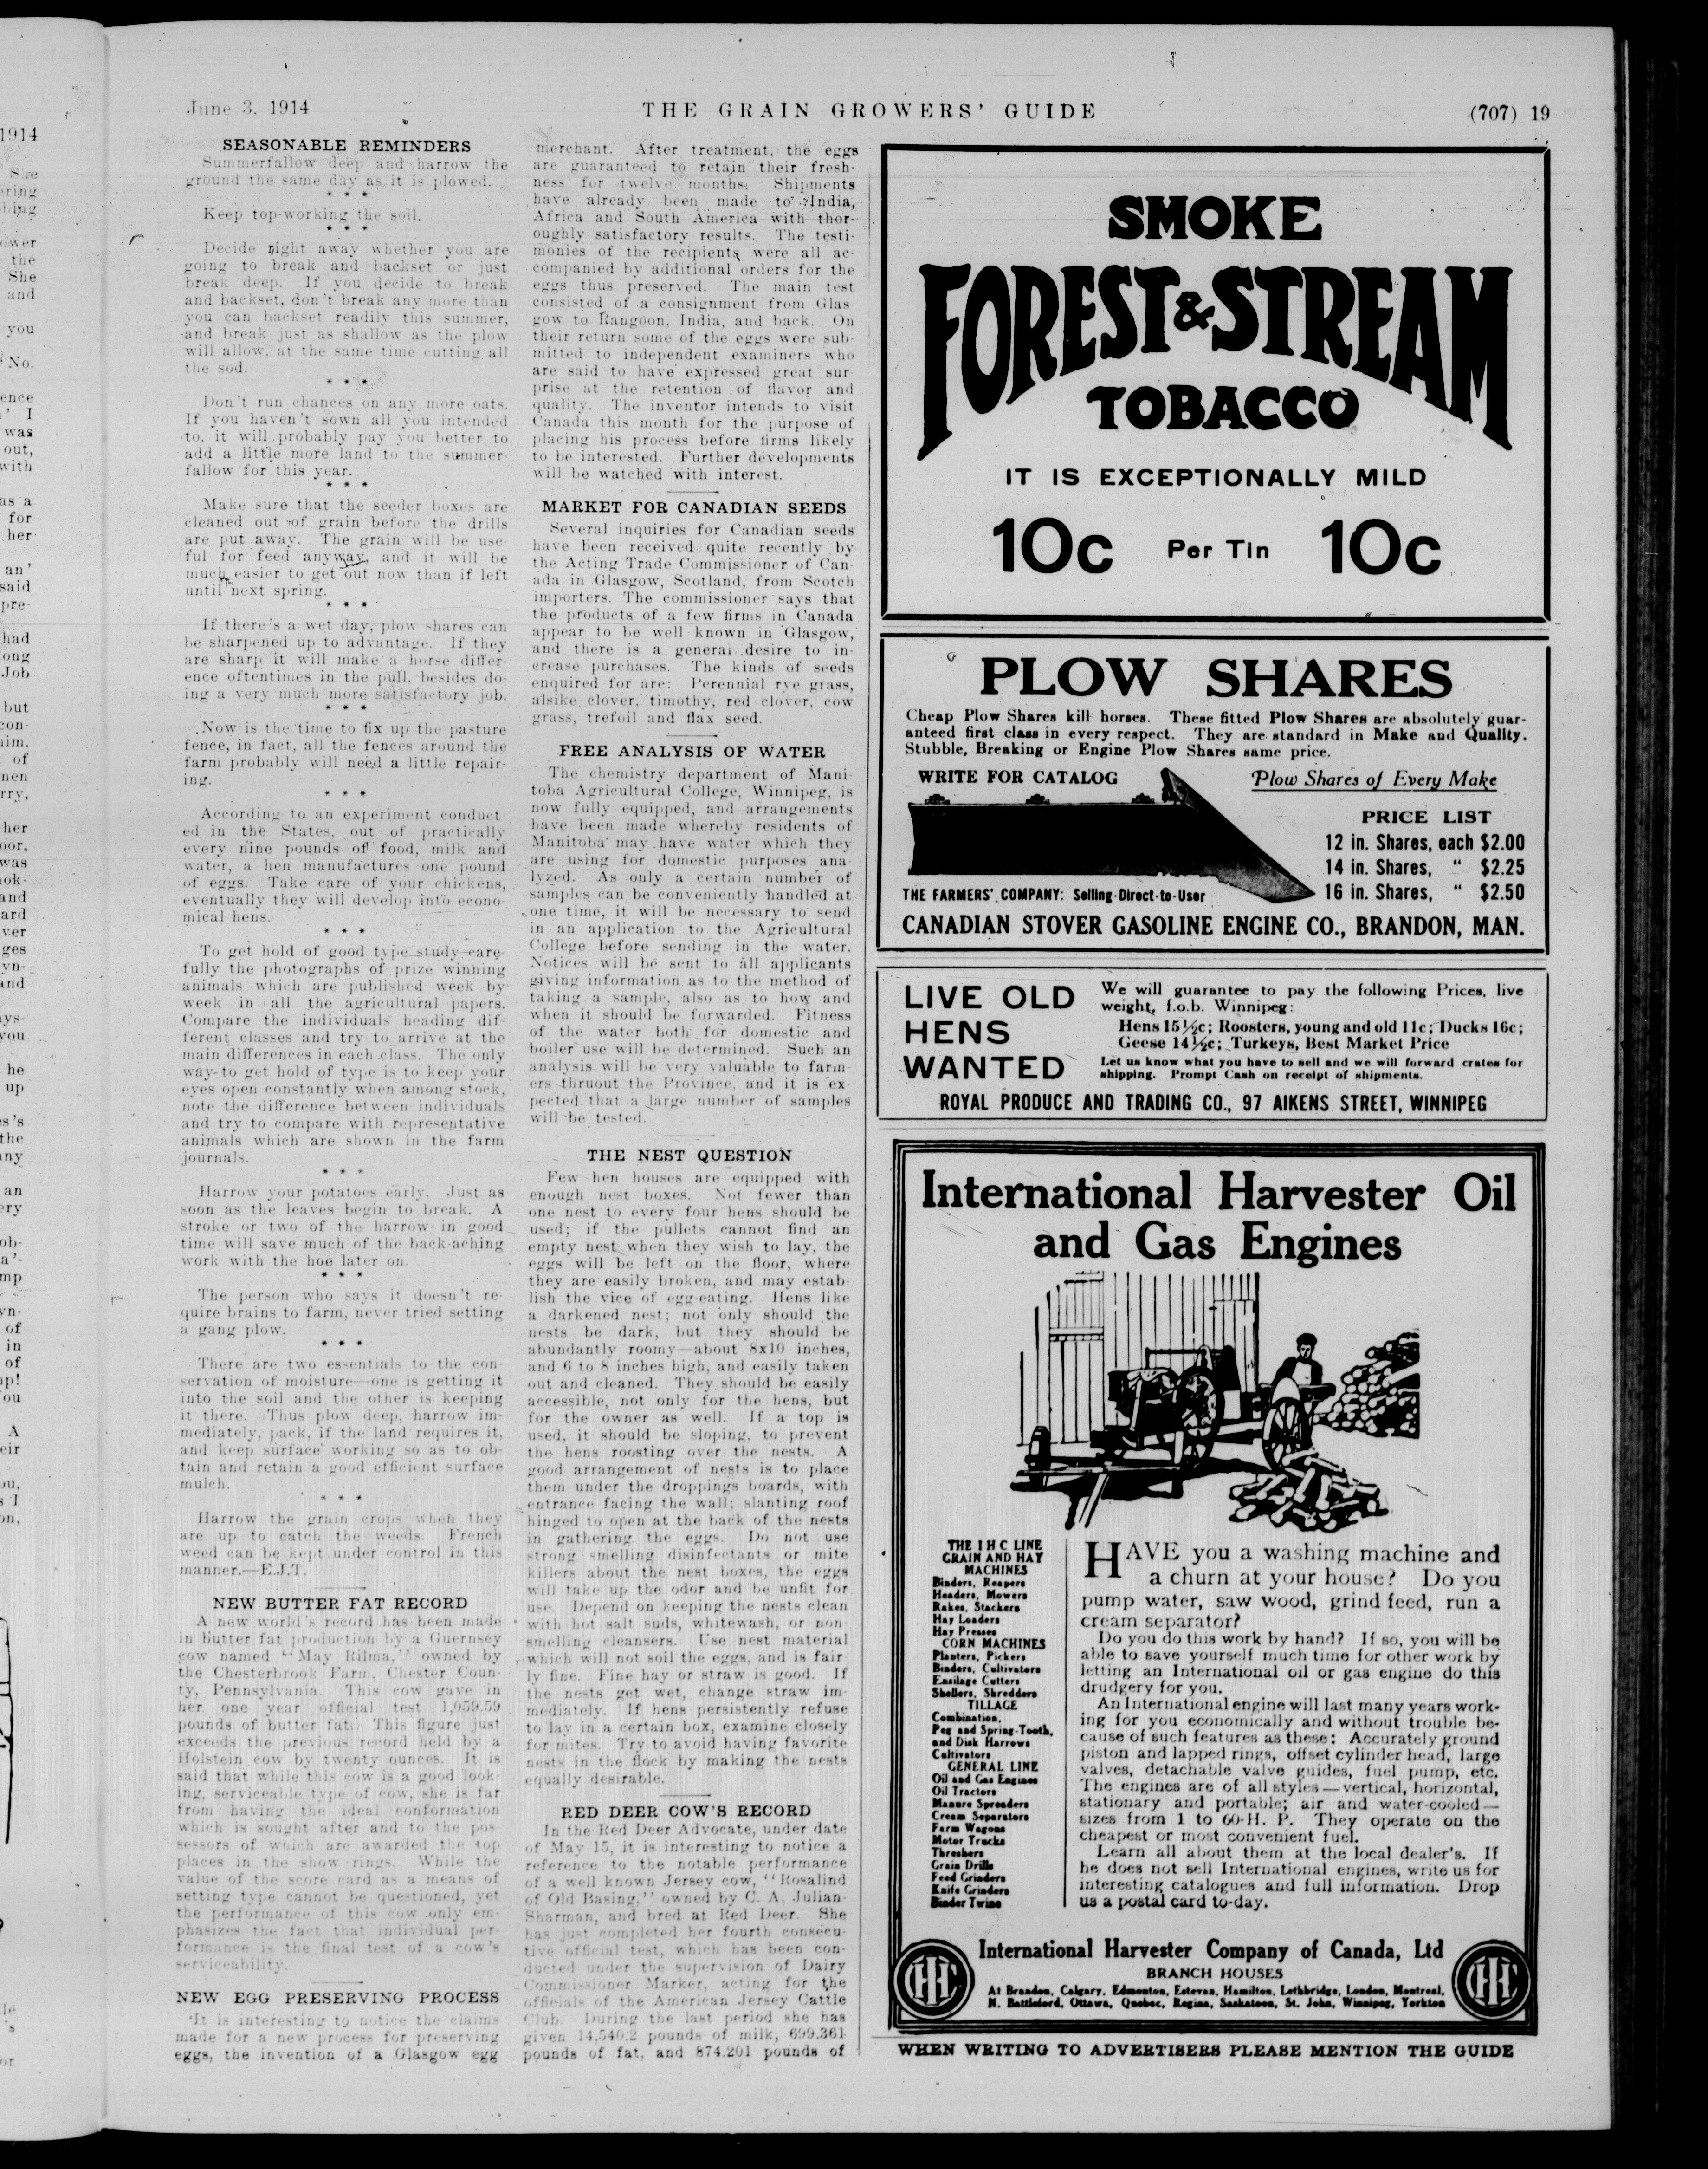 June 3, 1914
THE GRAIN GROWERS' GUIDE
(707) 19
SEASONABLE REMINDERS
Summerfallow deep and harrow the
ground the same day as it is plowed.
* * *
Keep top-working the soil.
* * *
Decide right away whether you are
going to break and backset or just
break deep. If you decide to break
and backset, don't break any more than
you can backset readily this summer,
and break just as shallow as the plow
will allow, at the same time cutting all
the sod.
* * *
Don't run chances on any more oats.
If you haven't sown all you intended
to, it will probably pay you better to
add a little more land to the summer-
fallow for this year.
* * *
Make sure that the seeder boxes are
cleaned out of grain before the drills
are put away. The grain will be use-
ful for feed anyway, and it will be
much easier to get out now than if left
until next spring.
* * *
If there's a wet day, plow shares can
be sharpened up to advantage. If they
are sharp it will make a horse differ-
ence oftentimes in the pull, besides do-
ing a very much more satisfactory job.
* * *
Now is the time to fix up the pasture
fence, in fact, all the fences around the
farm probably will need a little repair-
ing.
* * *
According to an experiment conduct-
ed in the States, out of practically
every nine pounds of food, milk and
water, a hen manufactures one pound
of eggs. Take care of your chickens,
eventually they will develop into econo-
mical hens.
* * *
To get hold of good type study care-
fully the photographs of prize winning
animals which are published week by
week in all the agricultural papers.
Compare the individuals heading dif-
ferent classes and try to arrive at the
main differences in each class. The only
way to get hold of type is to keep your
eyes open constantly when among stock,
note the difference between individuals
and try to compare with representative
animals which are shown in the farm
journals.
* * *
Harrow your potatoes early. Just as
soon as the leaves begin to break. A
stroke or two of the harrow in good
time will save much of the back-aching
work with the hoe later on.
* * *
The person who says it doesn't re-
quire brains to farm, never tried setting
a gang plow.
* * *
There are two essentials to the con-
servation of moisture—one is getting it
into the soil and the other is keeping
it there. Thus plow deep, harrow im-
mediately, pack, if the land requires it,
and keep surface working so as to ob-
tain and retain a good efficient surface
mulch.
* * *
Harrow the grain crops when they
are up to catch the weeds. French
weed can be kept under control in this
manner.—E.J.T.
NEW BUTTER FAT RECORD
A new world's record has been made
in butter fat production by a Guernsey
cow named "May Rilma," owned by
the Chesterbrook Farm, Chester Coun-
ty, Pennsylvania. This cow gave in
her one year official test 1,059.59
pounds of butter fat. This figure just
exceeds the previous record held by a
Holstein cow by twenty ounces. It is
said that while this cow is a good look-
ing, serviceable type of cow, she is far
from having the ideal conformation
which is sought after and to the pos-
sessors of which are awarded the top
places in the show rings. While the
value of the score card as a means of
setting type cannot be questioned, yet
the performance of this cow only em-
phasizes the fact that individual per-
formance is the final test of a cow's
serviceability.
NEW EGG PRESERVING PROCESS
It is interesting to notice the claims
made for a new process for preserving
eggs, the invention of a Glasgow egg
merchant. After treatment, the eggs
are guaranteed to retain their fresh-
ness for twelve months. Shipments
have already been made to India,
Africa and South America with thor-
oughly satisfactory results. The testi-
monies of the recipients were all ac-
companied by additional orders for the
eggs thus preserved. The main test
consisted of a consignment from Glas-
gow to Rangoon, India, and back. On
their return some of the eggs were sub-
mitted to independent examiners who
are said to have expressed great sur-
prise at the retention of flavor and
quality. The inventor intends to visit
Canada this month for the purpose of
placing his process before firms likely
to be interested. Further developments
will be watched with interest.
MARKET FOR CANADIAN SEEDS
Several inquiries for Canadian seeds
have been received quite recently by
the Acting Trade Commissioner of Can-
ada in Glasgow, Scotland, from Scotch
importers. The commissioner says that
the products of a few firms in Canada
appear to be well known in Glasgow,
and there is a general desire to in-
crease purchases. The kinds of seeds
enquired for are: Perennial rye grass,
alsike clover, timothy, red clover, cow
grass, trefoil and flax seed.
FREE ANALYSIS OF WATER
The chemistry department of Mani-
toba Agricultural College, Winnipeg, is
now fully equipped, and arrangements
have been made whereby residents of
Manitoba may have water which they
are using for domestic purposes ana-
lyzed. As only a certain number of
samples can be conveniently handled at
one time, it will be necessary to send
in an application to the Agricultural
College before sending in the water.
Notices will be sent to all applicants
giving information as to the method of
taking a sample, also as to how and
when it should be forwarded. Fitness
of the water both for domestic and
boiler use will be determined. Such an
analysis will be very valuable to farm-
ers thruout the Province, and it is ex-
pected that a large number of samples
will be tested.
THE NEST QUESTION
Few hen houses are equipped with
enough nest boxes. Not fewer than
one nest to every four hens should be
used; if the pullets cannot find an
empty nest when they wish to lay, the
eggs will be left on the floor, where
they are easily broken, and may estab-
lish the vice of egg-eating. Hens like
a darkened nest; not only should the
nests be dark, but they should be
abundantly roomy—about 8x10 inches,
and 6 to 8 inches high, and easily taken
out and cleaned. They should be easily
accessible, not only for the hens, but
for the owner as well. If a top is
used, it should be sloping, to prevent
the hens roosting over the nests. A
good arrangement of nests is to place
them under the droppings boards, with
entrance facing the wall; slanting roof
hinged to open at the back of the nests
in gathering the eggs. Do not use
strong smelling disinfectants or mite
killers about the nest boxes, the eggs
will take up the odor and be unfit for
use. Depend on keeping the nests clean
with hot salt suds, whitewash, or non-
smelling cleansers. Use nest material
which will not soil the eggs, and is fair-
ly fine. Fine hay or straw is good. If
the nests get wet, change straw im-
mediately. If hens persistently refuse
to lay in a certain box, examine closely
for mites. Try to avoid having favorite
nests in the flock by making the nests
equally desirable.
RED DEER COW'S RECORD
In the Red Deer Advocate, under date
of May 15, it is interesting to notice a
reference to the notable performance
of a well known Jersey cow, "Rosalind
of Old Basing," owned by C. A. Julian-
Sharman, and bred at Red Deer. She
has just completed her fourth consecu-
tive official test, which has been con-
ducted under the supervision of Dairy
Commissioner Marker, acting for the
officials of the American Jersey Cattle
Club. During the last period she has
given 14,540.2 pounds of milk, 699.361
pounds of fat, and 874.201 pounds of
SMOKE
FOREST & STREAM
TOBACCO
IT IS EXCEPTIONALLY MILD
10c Per Tin 10c
PLOW SHARES
Cheap Plow Shares kill horses. These fitted Plow Shares are absolutely guar-
anteed first class in every respect. They are standard in Make and Quality.
Stubble, Breaking or Engine Plow Shares same price.
WRITE FOR CATALOG
Plow Shares of Every Make
PRICE LIST
12 in. Shares, each $2.00
14 in. Shares, " $2.25
16 in. Shares, " $2.50
THE FARMERS' COMPANY: Selling-Direct-to-User
CANADIAN STOVER GASOLINE ENGINE CO., BRANDON, MAN.
LIVE OLD
HENS
WANTED
We will guarantee to pay the following Prices, live
weight, f.o.b. Winnipeg:
Hens 15½c; Roosters, young and old 11c; Ducks 16c;
Geese 14½c; Turkeys, Best Market Price
Let us know what you have to sell and we will forward crates for
shipping. Prompt Cash on receipt of shipments.
ROYAL PRODUCE AND TRADING CO., 97 AIKENS STREET, WINNIPEG
International Harvester Oil
and Gas Engines
THE I H C LINE
GRAIN AND HAY
MACHINES
Binders, Reapers
Headers, Mowers
Rakes, Stackers
Hay Loaders
Hay Presses
CORN MACHINES
Planters, Pickers
Binders, Cultivators
Ensilage Cutters
Shellers, Shredders
TILLAGE
Combination,
Peg and Spring-Tooth,
and Disk Harrows
Cultivators
GENERAL LINE
Oil and Gas Engines
Oil Tractors
Manure Spreaders
Cream Separators
Farm Wagons
Motor Trucks
Threshers
Grain Drills
Feed Grinders
Knife Grinders
Binder Twine
HAVE you a washing machine and
a churn at your house? Do you
pump water, saw wood, grind feed, run a
cream separator?
Do you do this work by hand? If so, you will be
able to save yourself much time for other work by
letting an International oil or gas engine do this
drudgery for you.
An International engine will last many years work-
ing for you economically and without trouble be-
cause of such features as these: Accurately ground
piston and lapped rings, offset cylinder head, large
valves, detachable valve guides, fuel pump, etc.
The engines are of all styles—vertical, horizontal,
stationary and portable; air and water-cooled—
sizes from 1 to 60-H. P. They operate on the
cheapest or most convenient fuel.
Learn all about them at the local dealer's. If
he does not sell International engines, write us for
interesting catalogues and full information. Drop
us a postal card to-day.
International Harvester Company of Canada, Ltd
BRANCH HOUSES
At Brandon, Calgary, Edmonton, Estevan, Hamilton, Lethbridge, London, Montreal,
N. Battleford, Ottawa, Quebec, Regina, Saskatoon, St. John, Winnipeg, Yorkton
IHC
IHC
WHEN WRITING TO ADVERTISERS PLEASE MENTION THE GUIDE